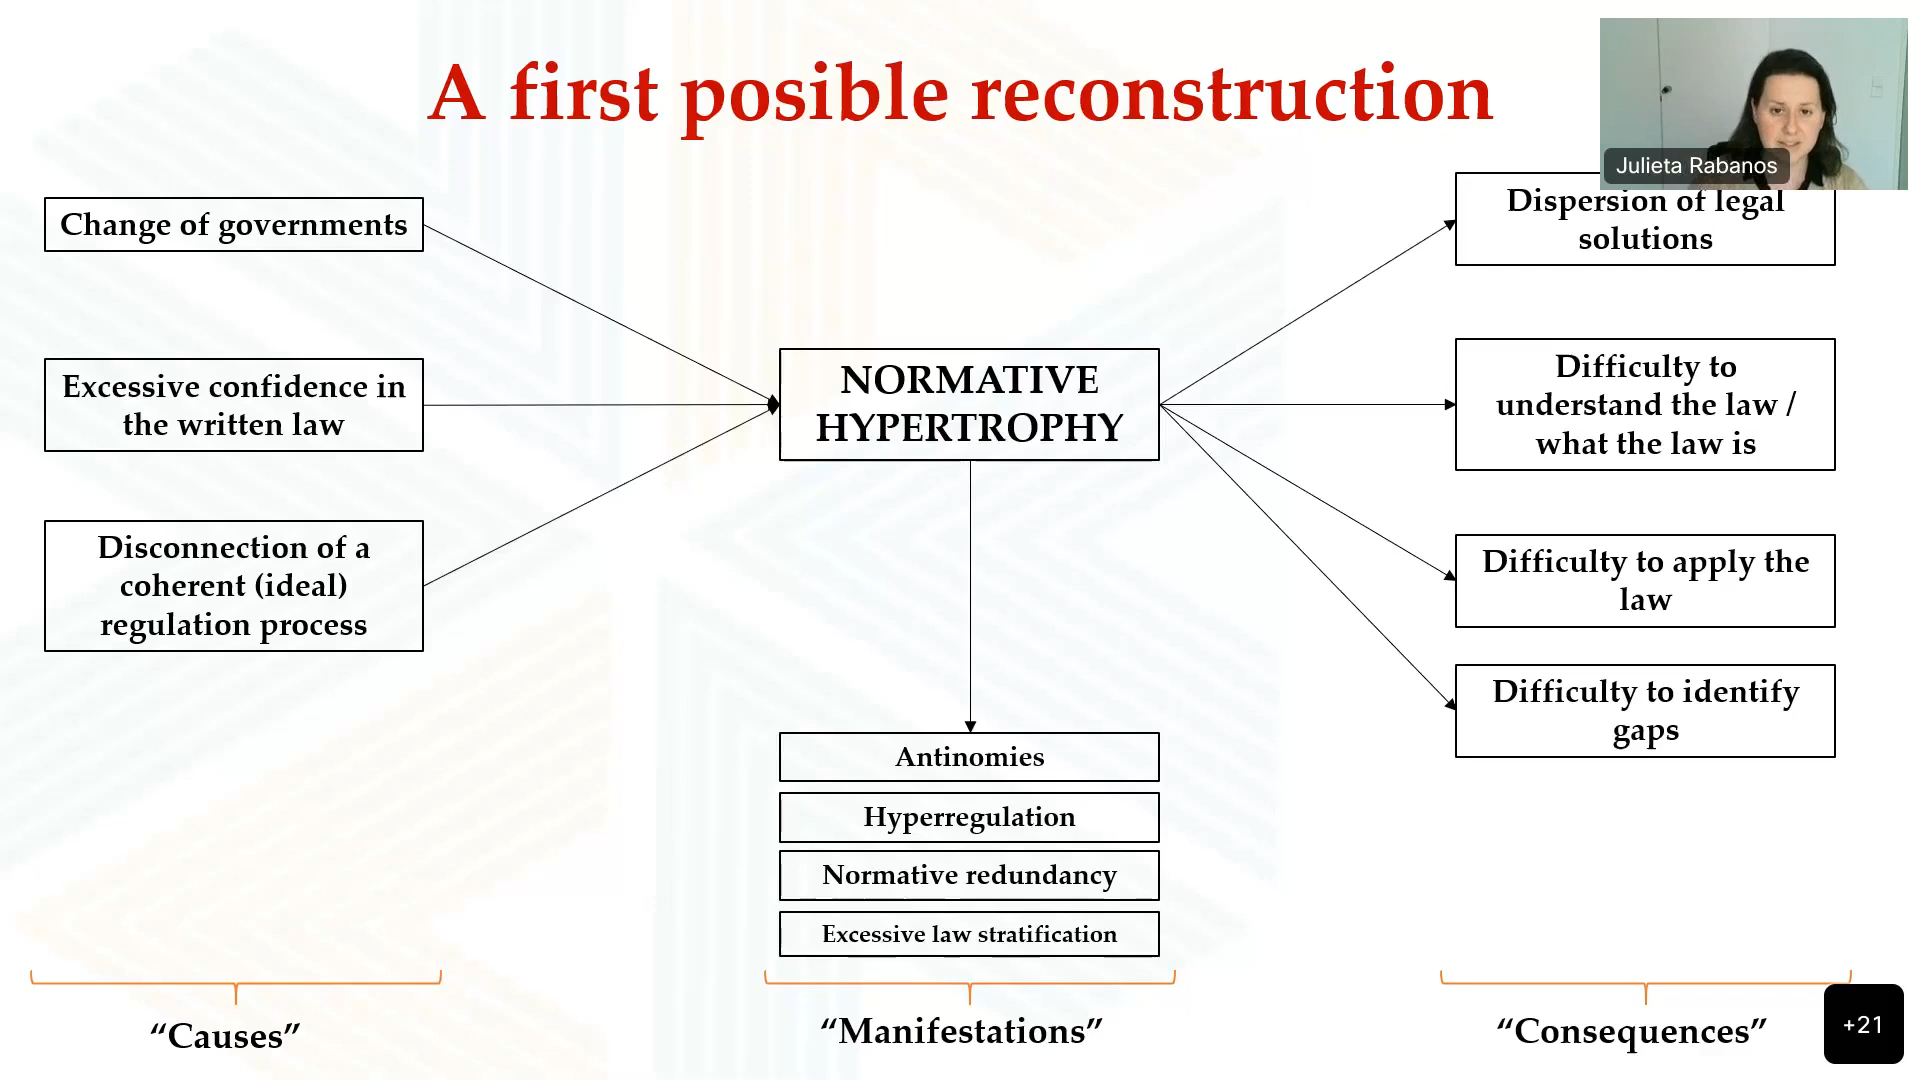 A first posible reconstruction
Julieta Rabanos
Change of governments
Excessive confidence in
the written law
Disconnection of a
coherent (ideal)
regulation process
NORMATIVE
HYPERTROPHY
Antinomies
Hyperregulation
Normative redundancy
Excessive law stratification
Dispersion of legal
solutions
Difficulty to
understand the law /
what the law is
Difficulty to apply the
law
Difficulty to identify
gaps
“Causes”
“Manifestations”
“Consequences”
+21